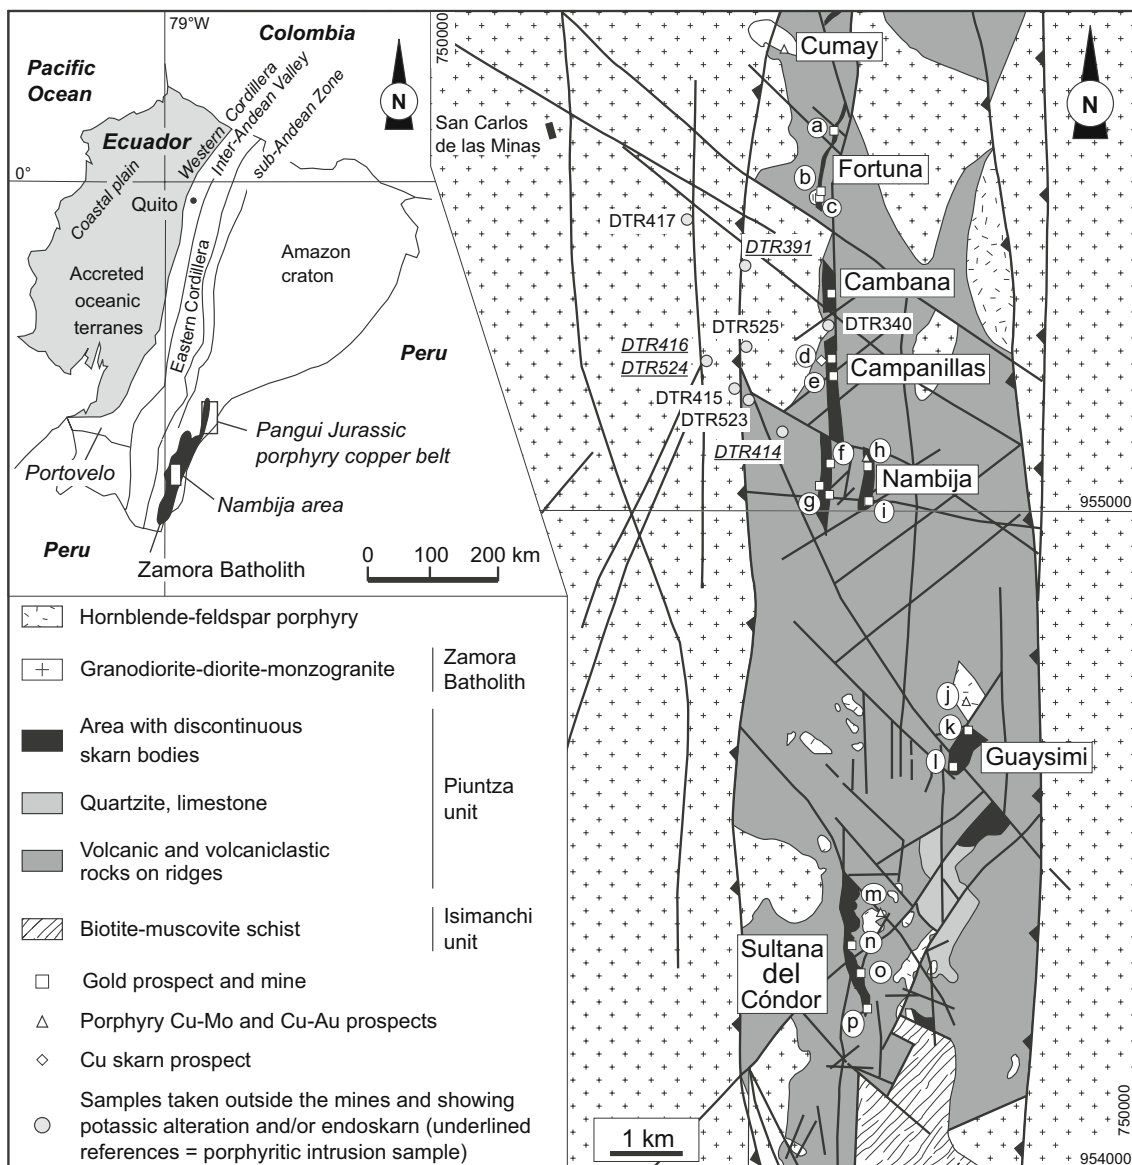 79°W
Colombia
Pacific
Ocean
Western Cordillera
Inter-Andean Valley
sub-Andean Zone
N
Ecuador
Coastal plain
0°
Quito
Amazon
craton
Accreted
oceanic
terranes
Eastern Cordillera
Peru
Pangui Jurassic
porphyry copper belt
Portovelo
Nambija area
Peru
0 100 200 km
Zamora Batholith
Hornblende-feldspar porphyry
Granodiorite-diorite-monzogranite
Zamora
Batholith
Area with discontinuous
skarn bodies
Quartzite, limestone
Piuntza
unit
Volcanic and volcaniclastic
rocks on ridges
Biotite-muscovite schist
Isimanchi
unit
Gold prospect and mine
Porphyry Cu-Mo and Cu-Au prospects
Cu skarn prospect
Samples taken outside the mines and showing
potassic alteration and/or endoskarn (underlined
references = porphyritic intrusion sample)
750000
Cumay
N
San Carlos
de las Minas
a
Fortuna
b
c
DTR417
DTR391
Cambana
DTR525
DTR340
DTR416
DTR524
d
Campanillas
e
DTR415
DTR523
DTR414
f
h
Nambija
g
i
955000
j
k
l
Guaysimi
m
n
Sultana
del
Cóndor
o
p
1 km
750000
954000